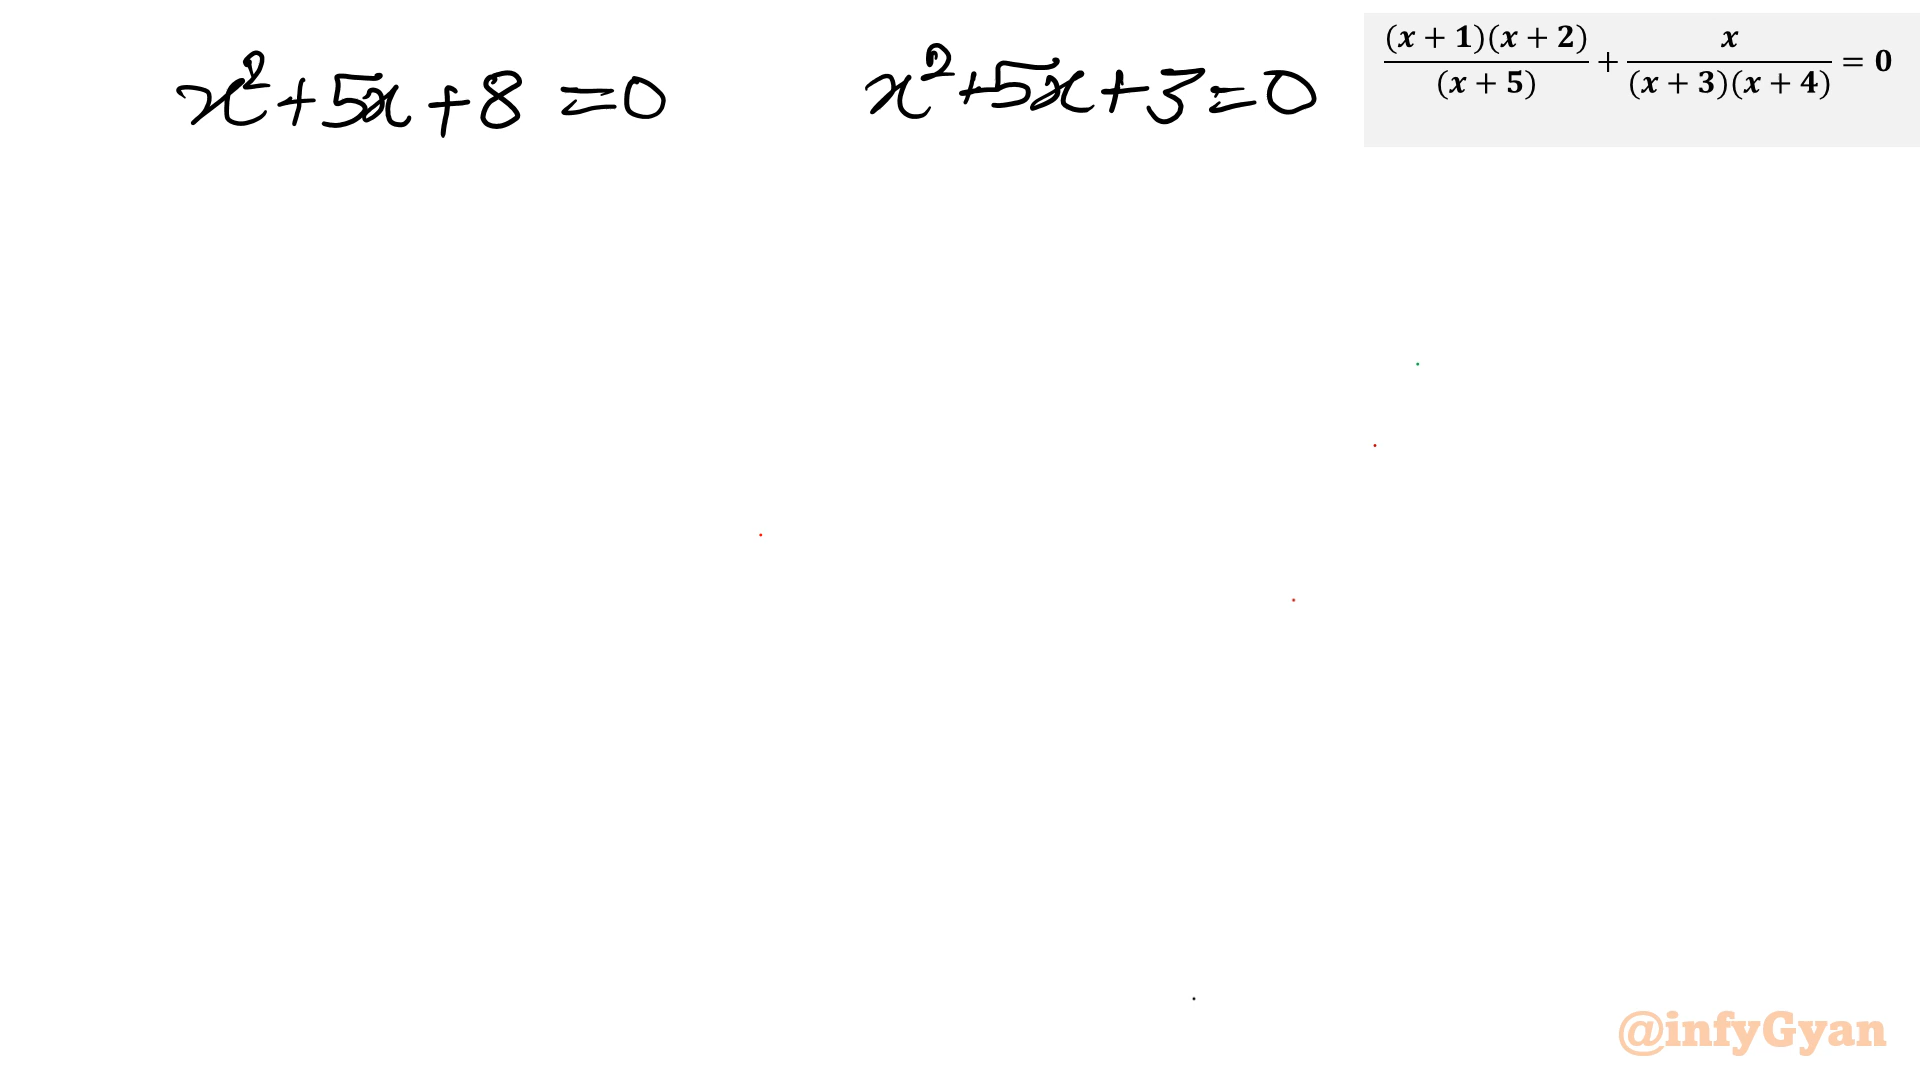 x² + 5x + 8 = 0
x² + 5x + 3 = 0
(x + 1)(x + 2)/(x + 5) + x/(x + 3)(x + 4) = 0
@infyGyan